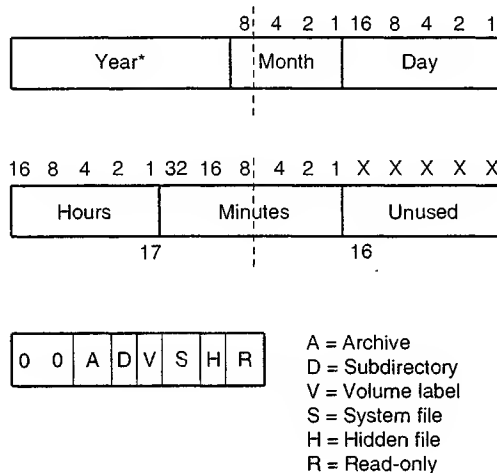 8 4 2 1 16 8 4 2 1
Year* Month Day
16 8 4 2 1 32 16 8 4 2 1 X X X X X
Hours Minutes Unused
17 16
0 0 A D V S H R
A = Archive
D = Subdirectory
V = Volume label
S = System file
H = Hidden file
R = Read-only